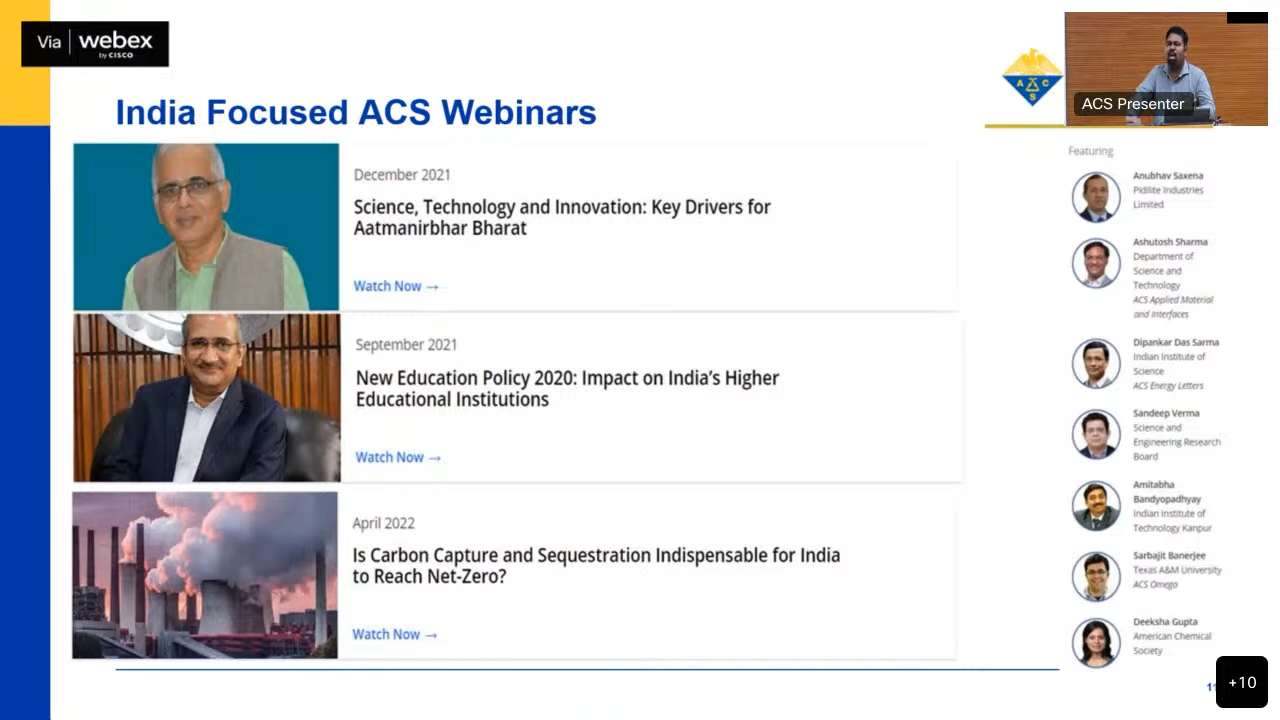 Via webex
by CISCO
India Focused ACS Webinars
A C S
ACS Presenter
December 2021
Science, Technology and Innovation: Key Drivers for
Aatmanirbhar Bharat
Watch Now →
September 2021
New Education Policy 2020: Impact on India's Higher
Educational Institutions
Watch Now →
April 2022
Is Carbon Capture and Sequestration Indispensable for India
to Reach Net-Zero?
Watch Now →
Featuring
Anubhav Saxena
Pidilite Industries
Limited
Ashutosh Sharma
Department of
Science and
Technology
ACS Applied Material
and Interfaces
Dipankar Das Sarma
Indian Institute of
Science
ACS Energy Letters
Sandeep Verma
Science and
Engineering Research
Board
Amitabha
Bandyopadhyay
Indian Institute of
Technology Kanpur
Sarbajit Banerjee
Texas A&M University
ACS Omega
Deeksha Gupta
American Chemical
Society
+10